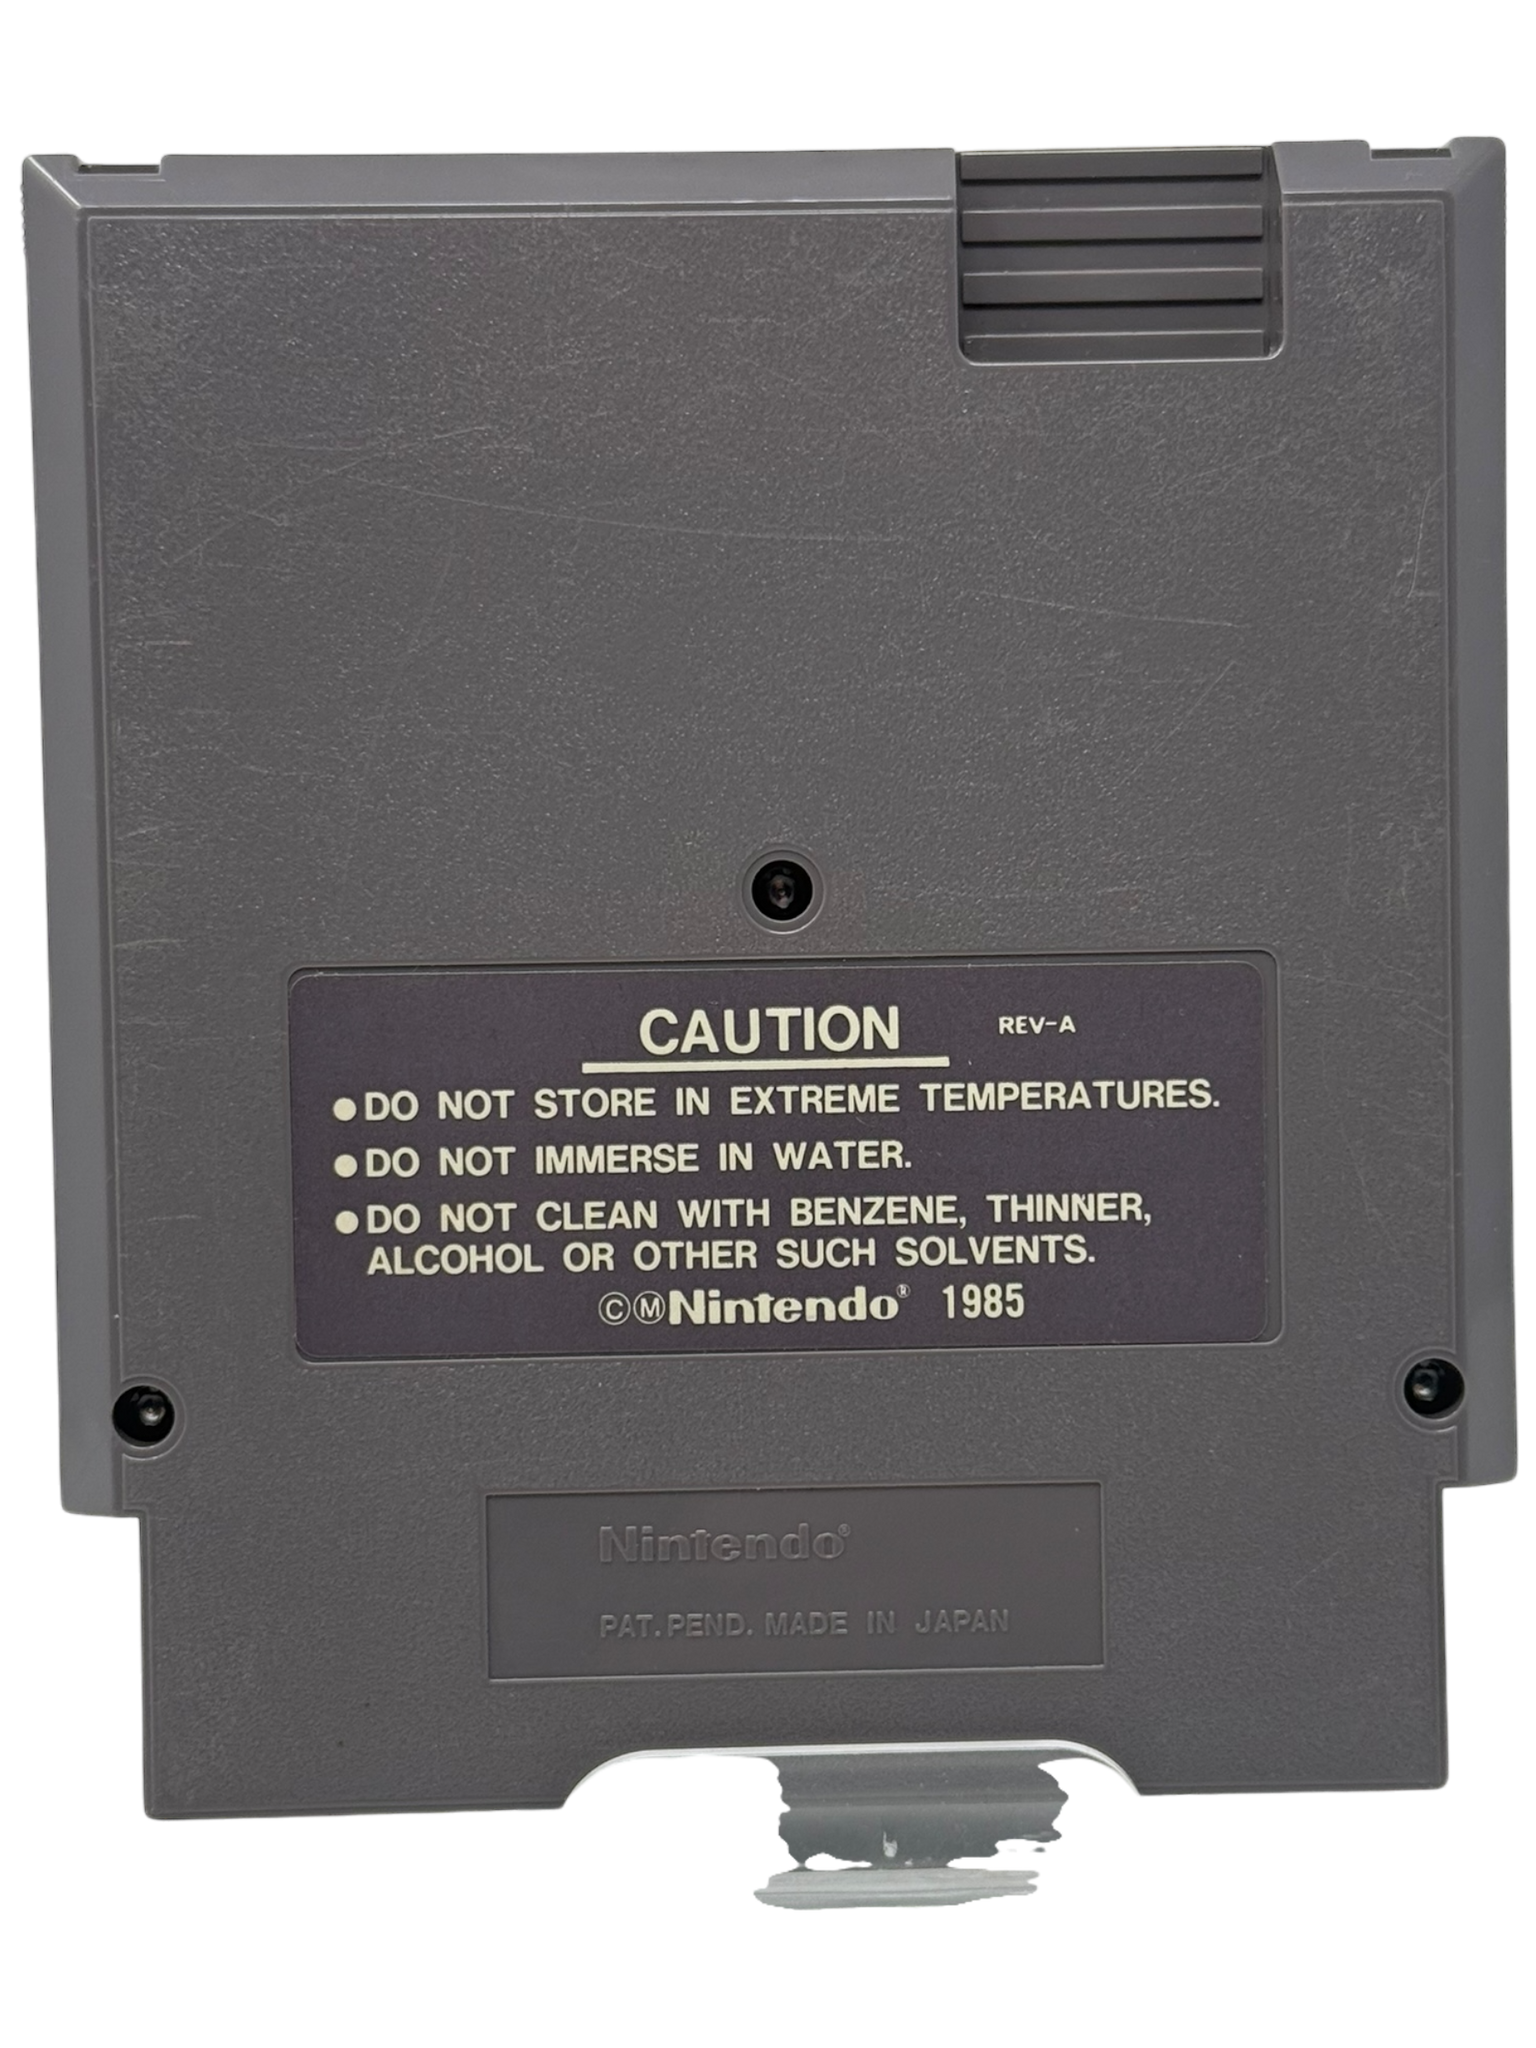 CAUTION REV-A
●DO NOT STORE IN EXTREME TEMPERATURES.
●DO NOT IMMERSE IN WATER.
●DO NOT CLEAN WITH BENZENE, THINNER,
ALCOHOL OR OTHER SUCH SOLVENTS.
ⒸⓂNintendo® 1985
Nintendo®
PAT. PEND. MADE IN JAPAN